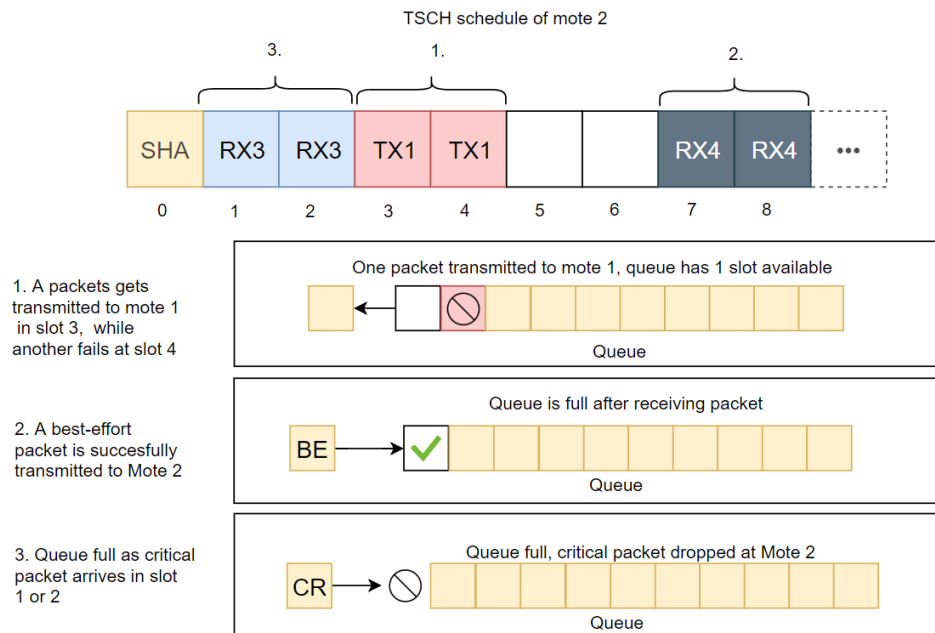 TSCH schedule of mote 2
3.
1.
2.
SHA RX3 RX3 TX1 TX1 RX4 RX4 •••
0 1 2 3 4 5 6 7 8
1. A packets gets
transmitted to mote 1
in slot 3, while
another fails at slot 4
One packet transmitted to mote 1, queue has 1 slot available
Queue
2. A best-effort
packet is succesfully
transmitted to Mote 2
Queue is full after receiving packet
BE
Queue
3. Queue full as critical
packet arrives in slot
1 or 2
Queue full, critical packet dropped at Mote 2
CR
Queue